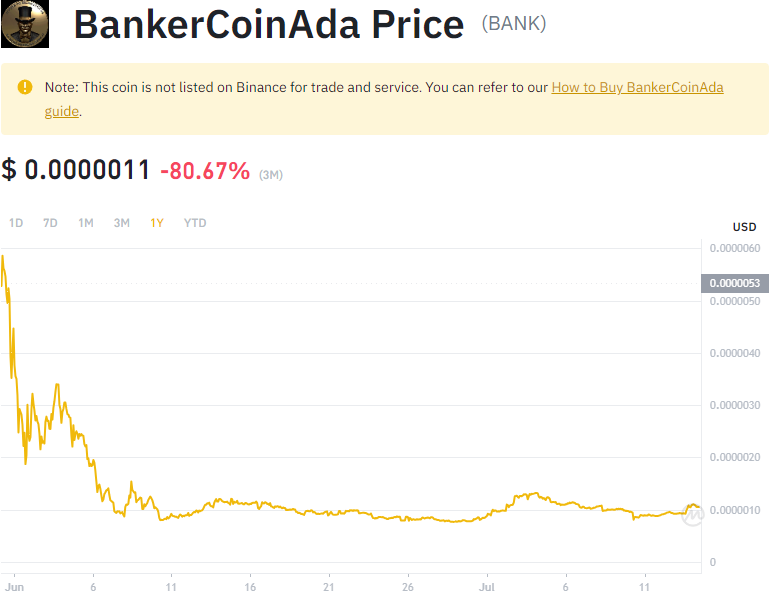 BankerCoinAda Price (BANK)
Note: This coin is not listed on Binance for trade and service. You can refer to our How to Buy BankerCoinAda
guide.
$ 0.0000011 -80.67% (3M)
1D 7D 1M 3M 1Y YTD
USD
0.0000060
0.0000053
0.0000050
0.0000040
0.0000030
0.0000020
0.0000010
0
Jun 6 11 16 21 26 Jul 6 11